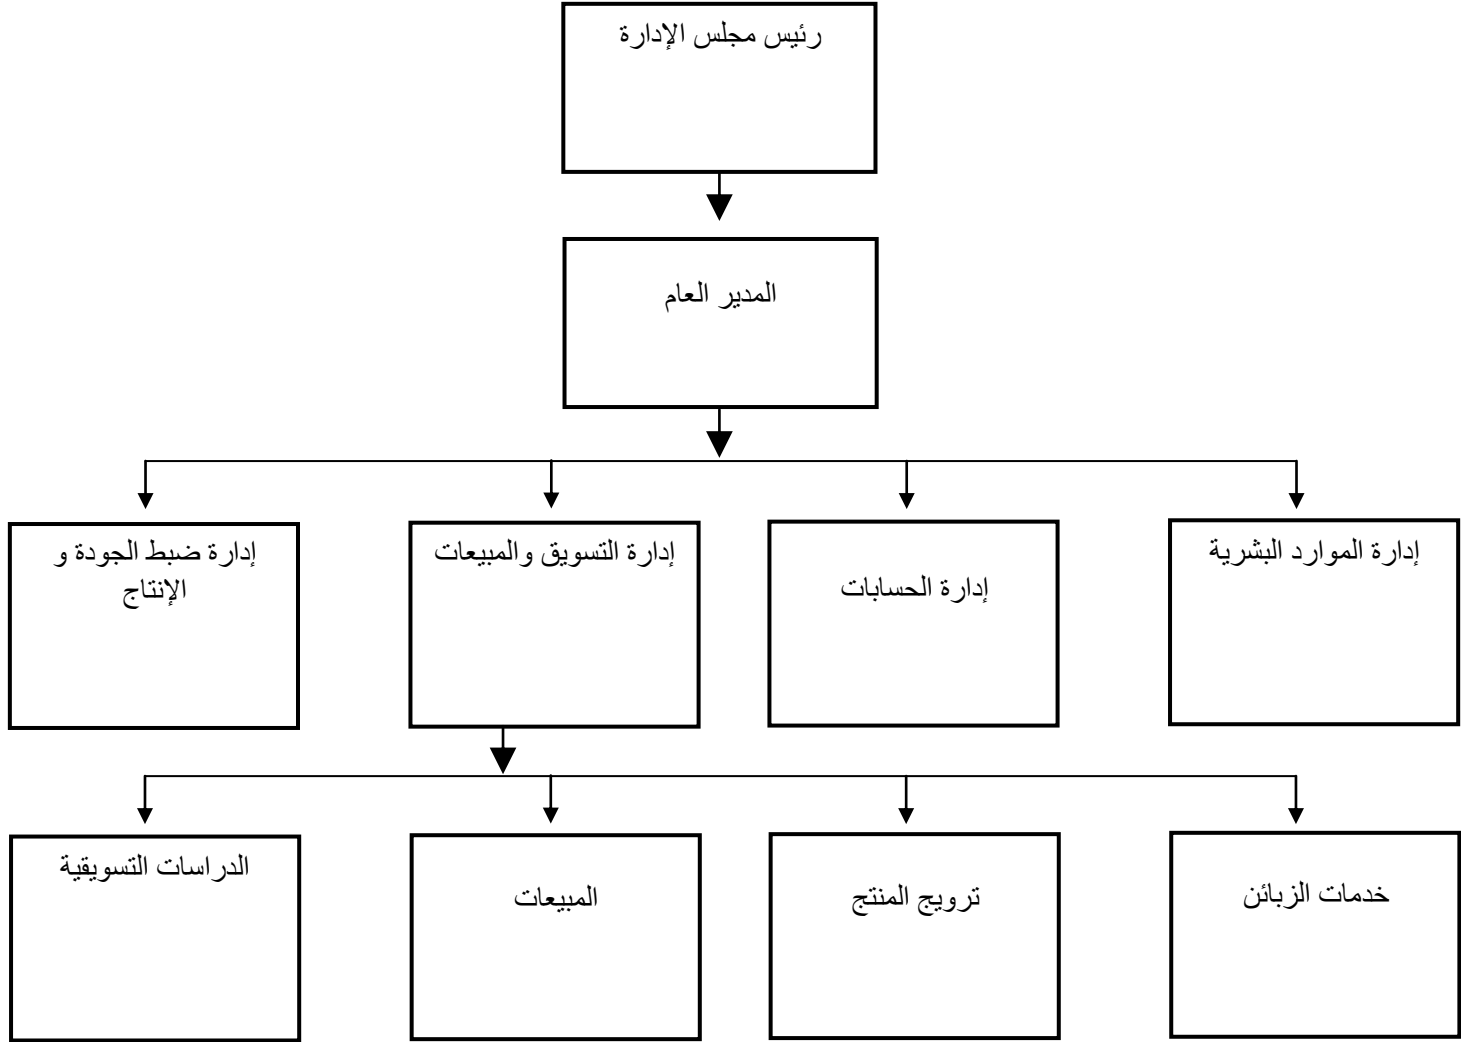 رئيس مجلس الإدارة
المدير العام
إدارة الموارد البشرية
إدارة الحسابات
إدارة التسويق والمبيعات
إدارة ضبط الجودة و
الإنتاج
خدمات الزبائن
ترويج المنتج
المبيعات
الدراسات التسويقية